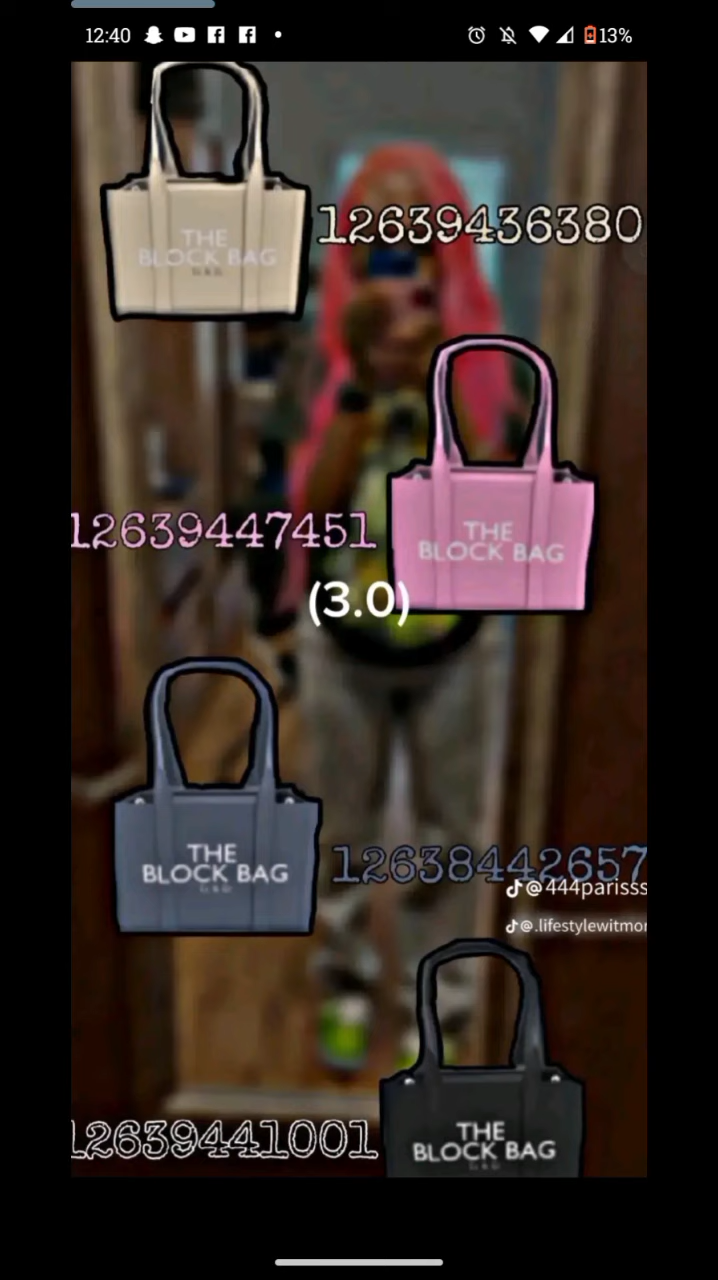 12:40
13%
THE
BLOCK BAG
12639436380
12639447451
THE
BLOCK BAG
(3.0)
THE
BLOCK BAG
12638442657
@444parisss
@.lifestylewitmor
12639441001
THE
BLOCK BAG